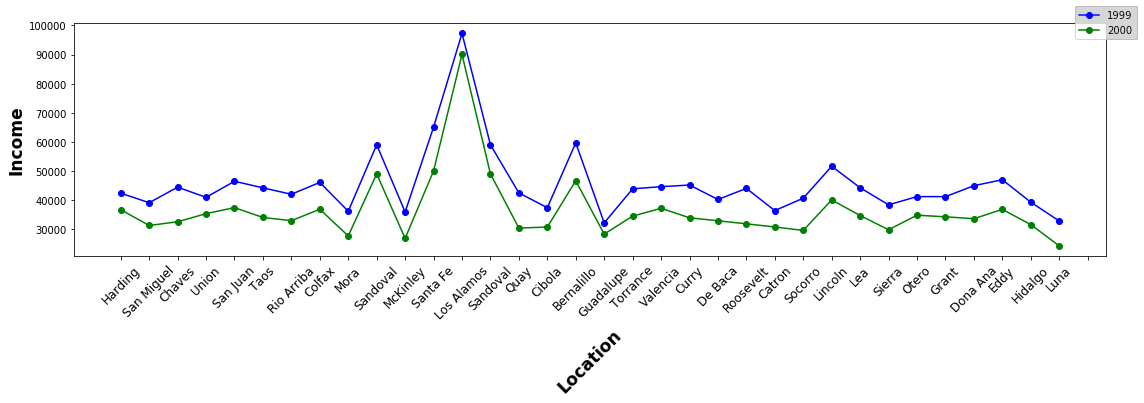 1999
2000
100000
90000
80000
70000
60000
50000
40000
30000
Income
Harding
San Miguel
Chaves
Union
San Juan
Taos
Rio Arriba
Colfax
Mora
Sandoval
McKinley
Santa Fe
Los Alamos
Sandoval
Quay
Cibola
Bernalillo
Guadalupe
Torrance
Valencia
Curry
De Baca
Roosevelt
Catron
Socorro
Lincoln
Lea
Sierra
Otero
Grant
Dona Ana
Eddy
Hidalgo
Luna
Location